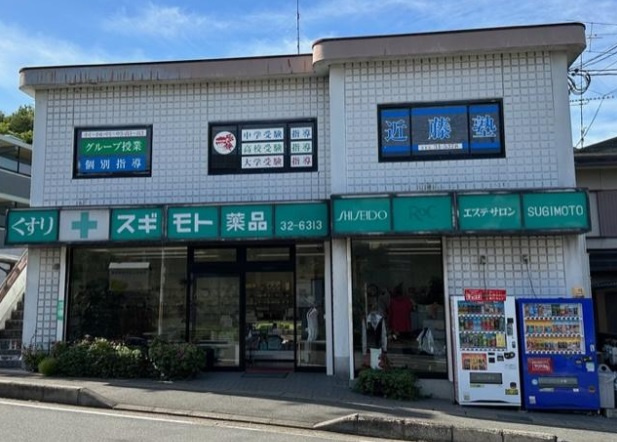 グループ授業
個別指導
中学受験 指導
高校受験 指導
大学受験 指導
近藤塾
くすり
スギモト薬品 32-6313
SHISEIDO
エステ・サロン
SUGIMOTO